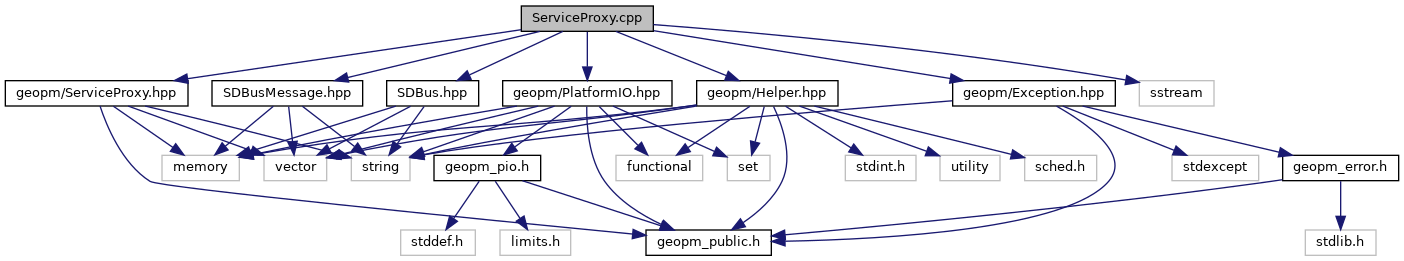 ServiceProxy.cpp
geopm/ServiceProxy.hpp
SDBusMessage.hpp
SDBus.hpp
geopm/PlatformIO.hpp
geopm/Helper.hpp
geopm/Exception.hpp
sstream
memory
vector
string
geopm_pio.h
functional
set
stdint.h
utility
sched.h
stdexcept
geopm_error.h
stddef.h
limits.h
geopm_public.h
stdlib.h